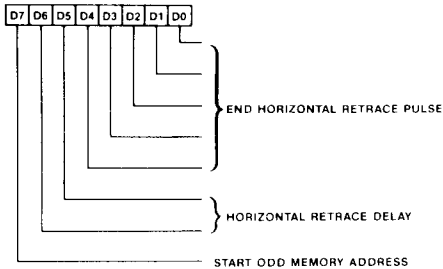 D7 D6 D5 D4 D3 D2 D1 D0
END HORIZONTAL RETRACE PULSE
HORIZONTAL RETRACE DELAY
START ODD MEMORY ADDRESS